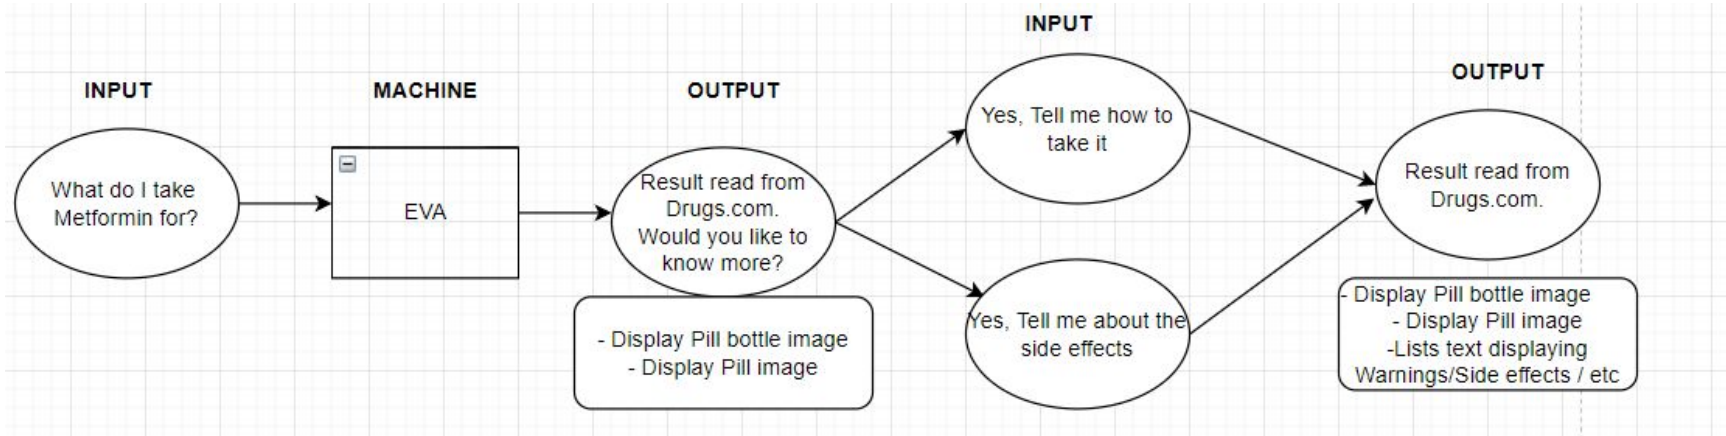 INPUT
What do I take
Metformin for?
MACHINE
EVA
OUTPUT
Result read from
Drugs.com.
Would you like to
know more?
- Display Pill bottle image
- Display Pill image
INPUT
Yes, Tell me how to
take it
Yes, Tell me about the
side effects
OUTPUT
Result read from
Drugs.com.
- Display Pill bottle image
- Display Pill image
-Lists text displaying
Warnings/Side effects / etc